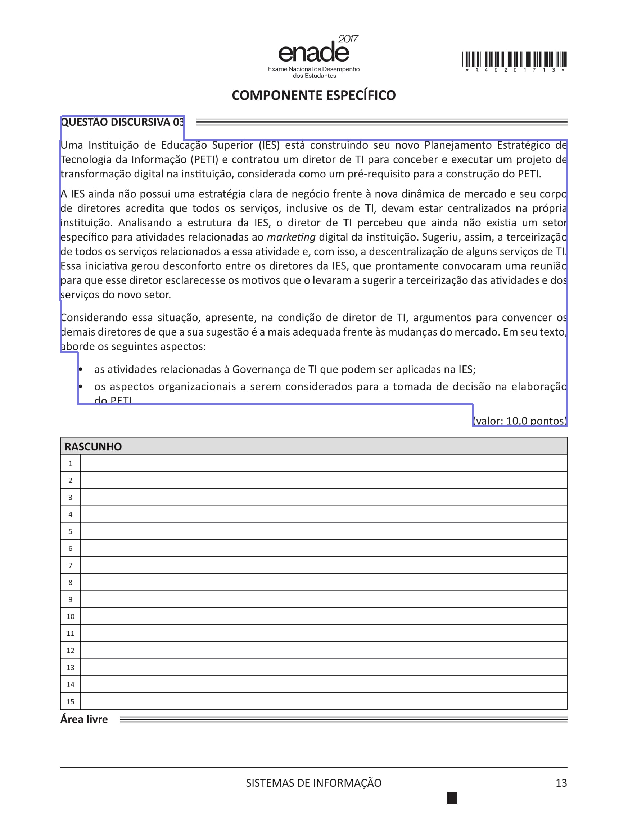 enade 2017
Exame Nacional de Desempenho
dos Estudantes
*R1420201713*
COMPONENTE ESPECÍFICO
QUESTÃO DISCURSIVA 03
Uma Instituição de Educação Superior (IES) está construindo seu novo Planejamento Estratégico de
Tecnologia da Informação (PETI) e contratou um diretor de TI para conceber e executar um projeto de
transformação digital na instituição, considerada como um pré-requisito para a construção do PETI.
A IES ainda não possui uma estratégia clara de negócio frente à nova dinâmica de mercado e seu corpo
de diretores acredita que todos os serviços, inclusive os de TI, devam estar centralizados na própria
instituição. Analisando a estrutura da IES, o diretor de TI percebeu que ainda não existia um setor
específico para atividades relacionadas ao marketing digital da instituição. Sugeriu, assim, a terceirização
de todos os serviços relacionados a essa atividade e, com isso, a descentralização de alguns serviços de TI.
Essa iniciativa gerou desconforto entre os diretores da IES, que prontamente convocaram uma reunião
para que esse diretor esclarecesse os motivos que o levaram a sugerir a terceirização das atividades e dos
serviços do novo setor.
Considerando essa situação, apresente, na condição de diretor de TI, argumentos para convencer os
demais diretores de que a sua sugestão é a mais adequada frente às mudanças do mercado. Em seu texto,
aborde os seguintes aspectos:
• as atividades relacionadas à Governança de TI que podem ser aplicadas na IES;
• os aspectos organizacionais a serem considerados para a tomada de decisão na elaboração
do PETI.
(valor: 10,0 pontos)
RASCUNHO
1
2
3
4
5
6
7
8
9
10
11
12
13
14
15
Área livre
SISTEMAS DE INFORMAÇÃO 13